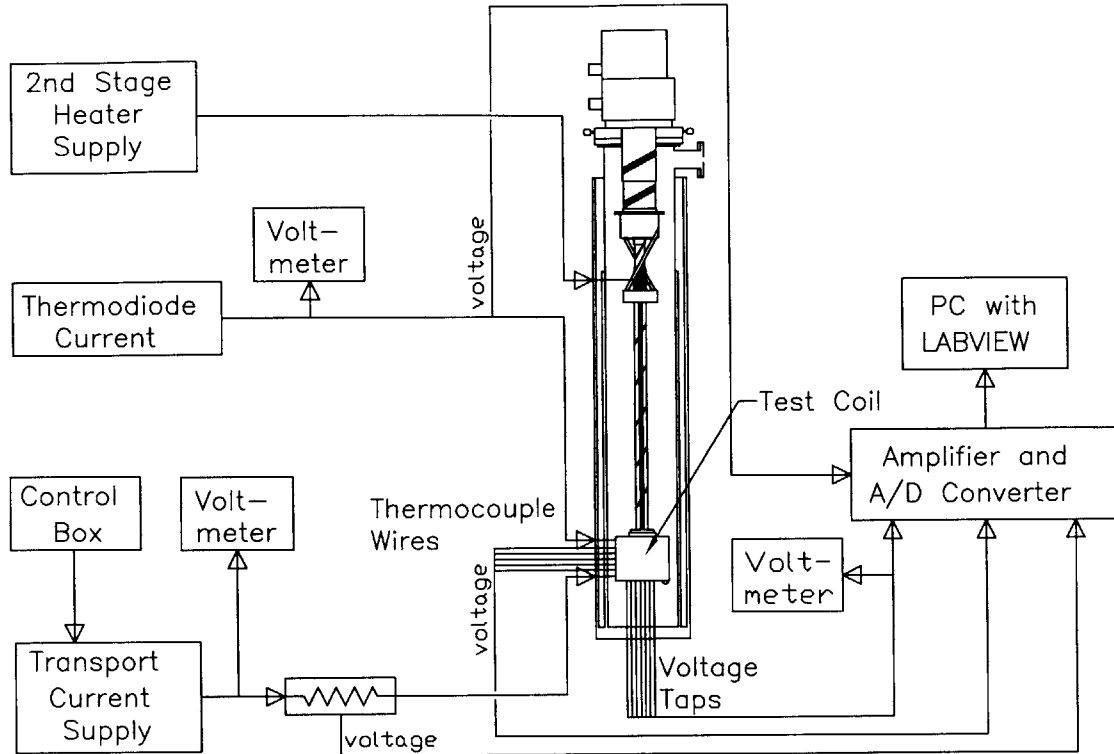 2nd Stage
Heater
Supply
Volt-
meter
voltage
Thermodiode
Current
PC with
LABVIEW
Test Coil
Amplifier and
A/D Converter
Control
Box
Volt-
meter
Thermocouple
Wires
Volt-
meter
voltage
Transport
Current
Supply
Voltage
Taps
voltage